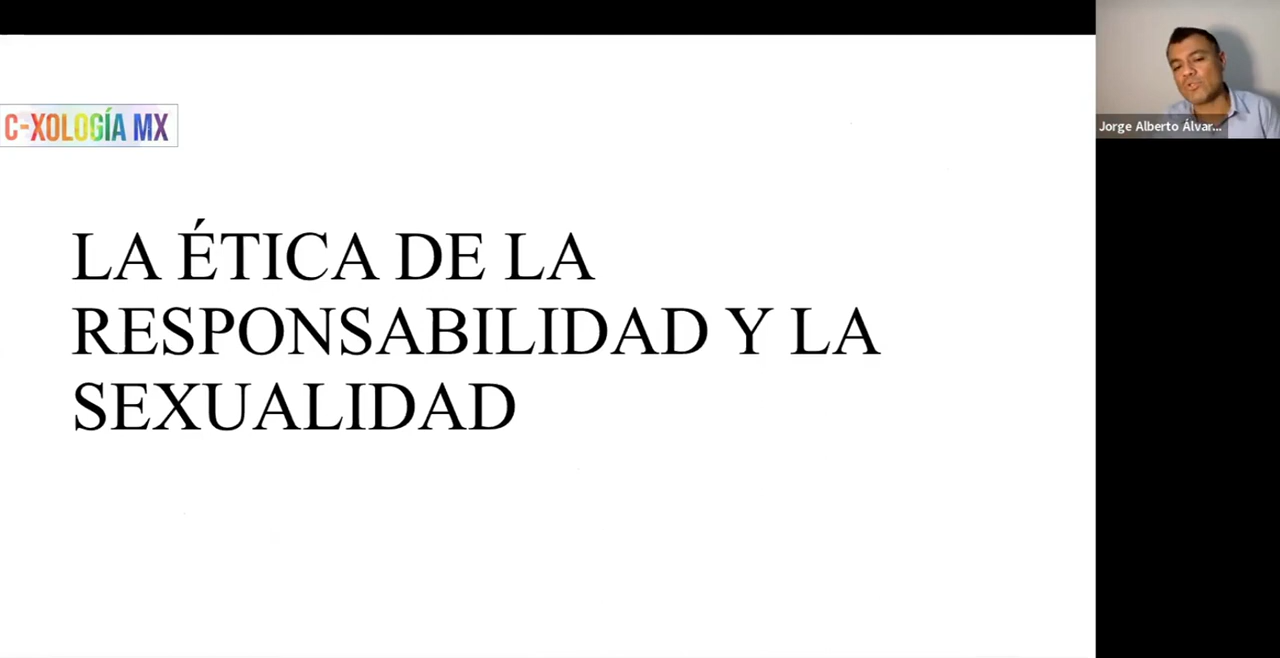 C-XOLOGÍA MX
Jorge Alberto Álvar...
LA ÉTICA DE LA
RESPONSABILIDAD Y LA
SEXUALIDAD